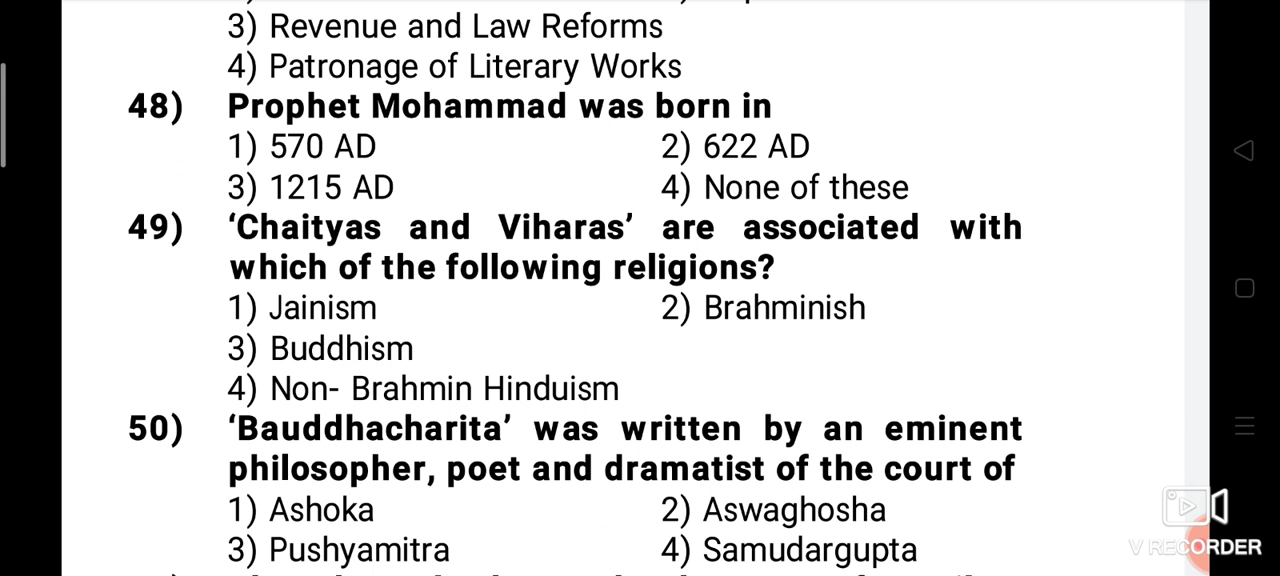 3) Revenue and Law Reforms
4) Patronage of Literary Works
48) Prophet Mohammad was born in
1) 570 AD 2) 622 AD
3) 1215 AD 4) None of these
49) ‘Chaityas and Viharas’ are associated with
which of the following religions?
1) Jainism 2) Brahminish
3) Buddhism
4) Non- Brahmin Hinduism
50) ‘Bauddhacharita’ was written by an eminent
philosopher, poet and dramatist of the court of
1) Ashoka 2) Aswaghosha
3) Pushyamitra 4) Samudargupta
V RECORDER